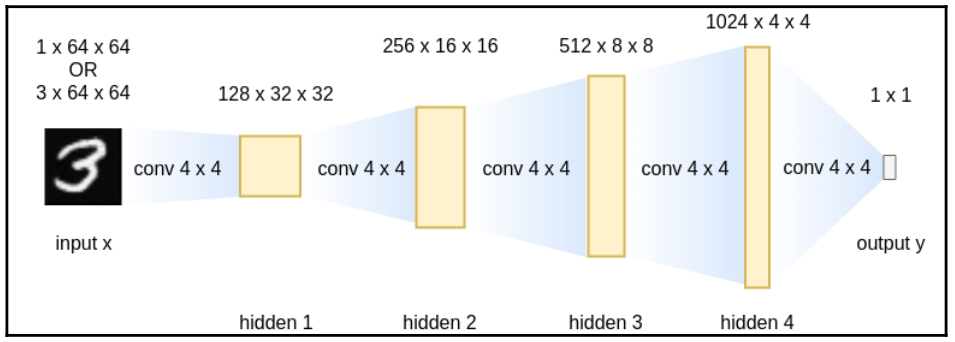 1 x 64 x 64
OR
3 x 64 x 64
128 x 32 x 32
256 x 16 x 16
512 x 8 x 8
1024 x 4 x 4
1 x 1
3
conv 4 x 4
conv 4 x 4
conv 4 x 4
conv 4 x 4
conv 4 x 4
input x
output y
hidden 1
hidden 2
hidden 3
hidden 4